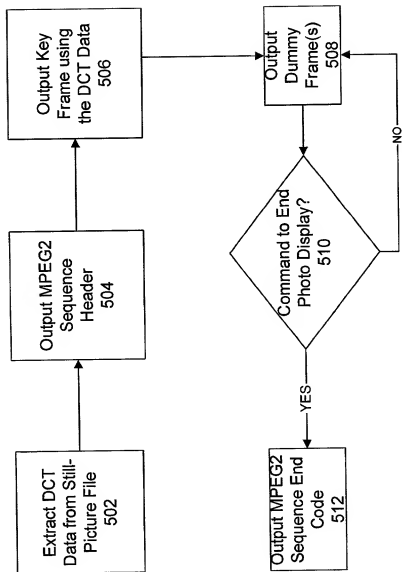 Extract DCT
Data from Still-
Picture File
502
Output MPEG2
Sequence
Header
504
Output Key
Frame using
the DCT Data
506
Output
Dummy
Frame(s)
508
Command to End
Photo Display?
510
NO
YES
Output MPEG2
Sequence End
Code
512